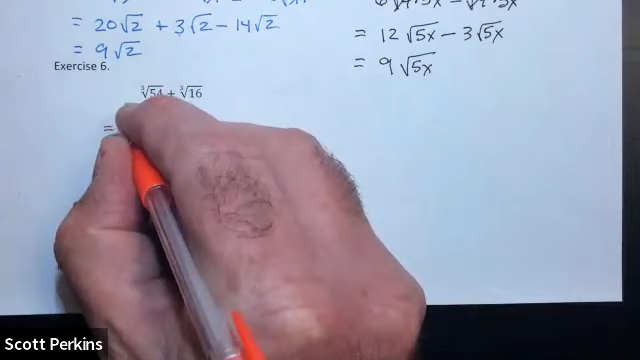 = 20√2 + 3√2 − 14√2
= 9√2
Exercise 6.
∛54 + ∛16
=
= 12√5x − 3√5x
= 9√5x
Scott Perkins